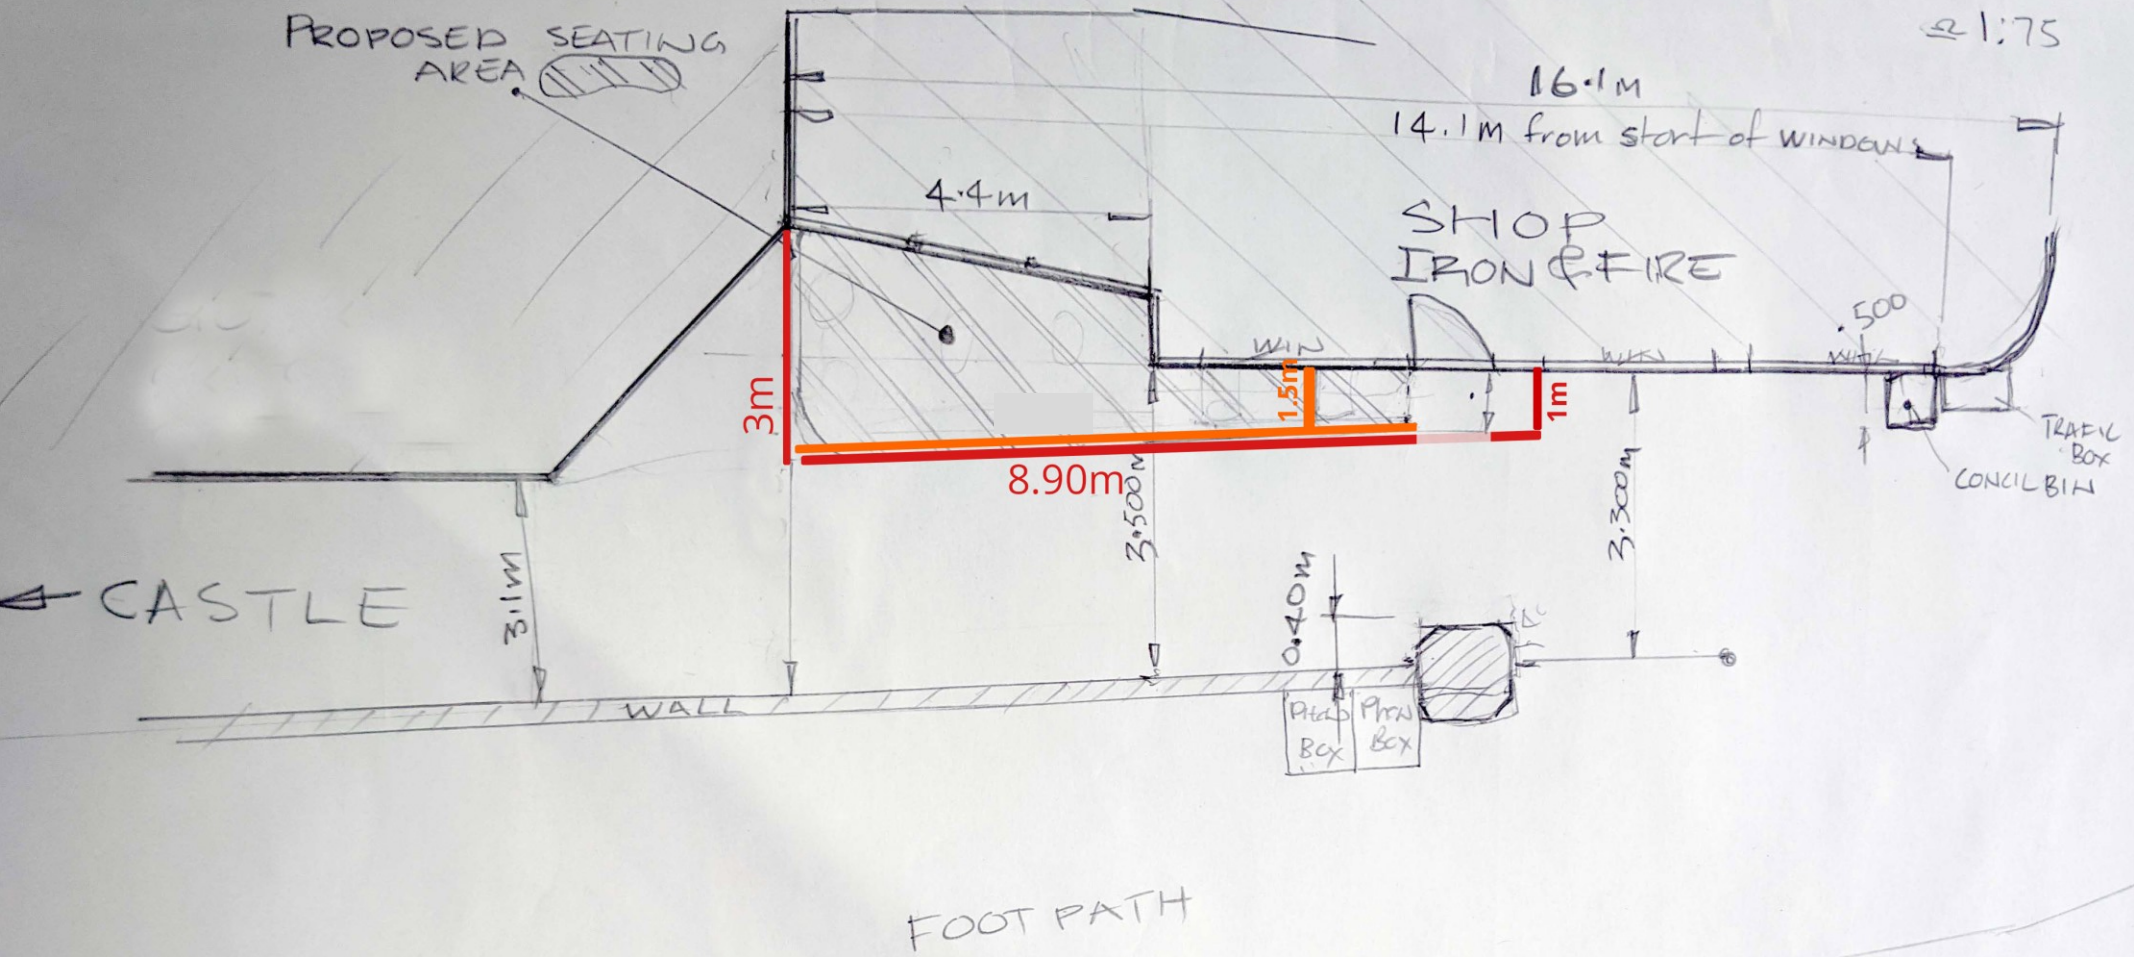 PROPOSED SEATING
AREA
≏ 1:75
16.1m
14.1m from start of WINDOWS
4.4m
SHOP
IRON & FIRE
.500
WIN
WIN
3m
1.5m
1m
8.90m
TRAFIC
BOX
CONCIL BIN
3.500m
3.300m
3.1m
0.40m
← CASTLE
WALL
BOX
BOX
FOOT PATH